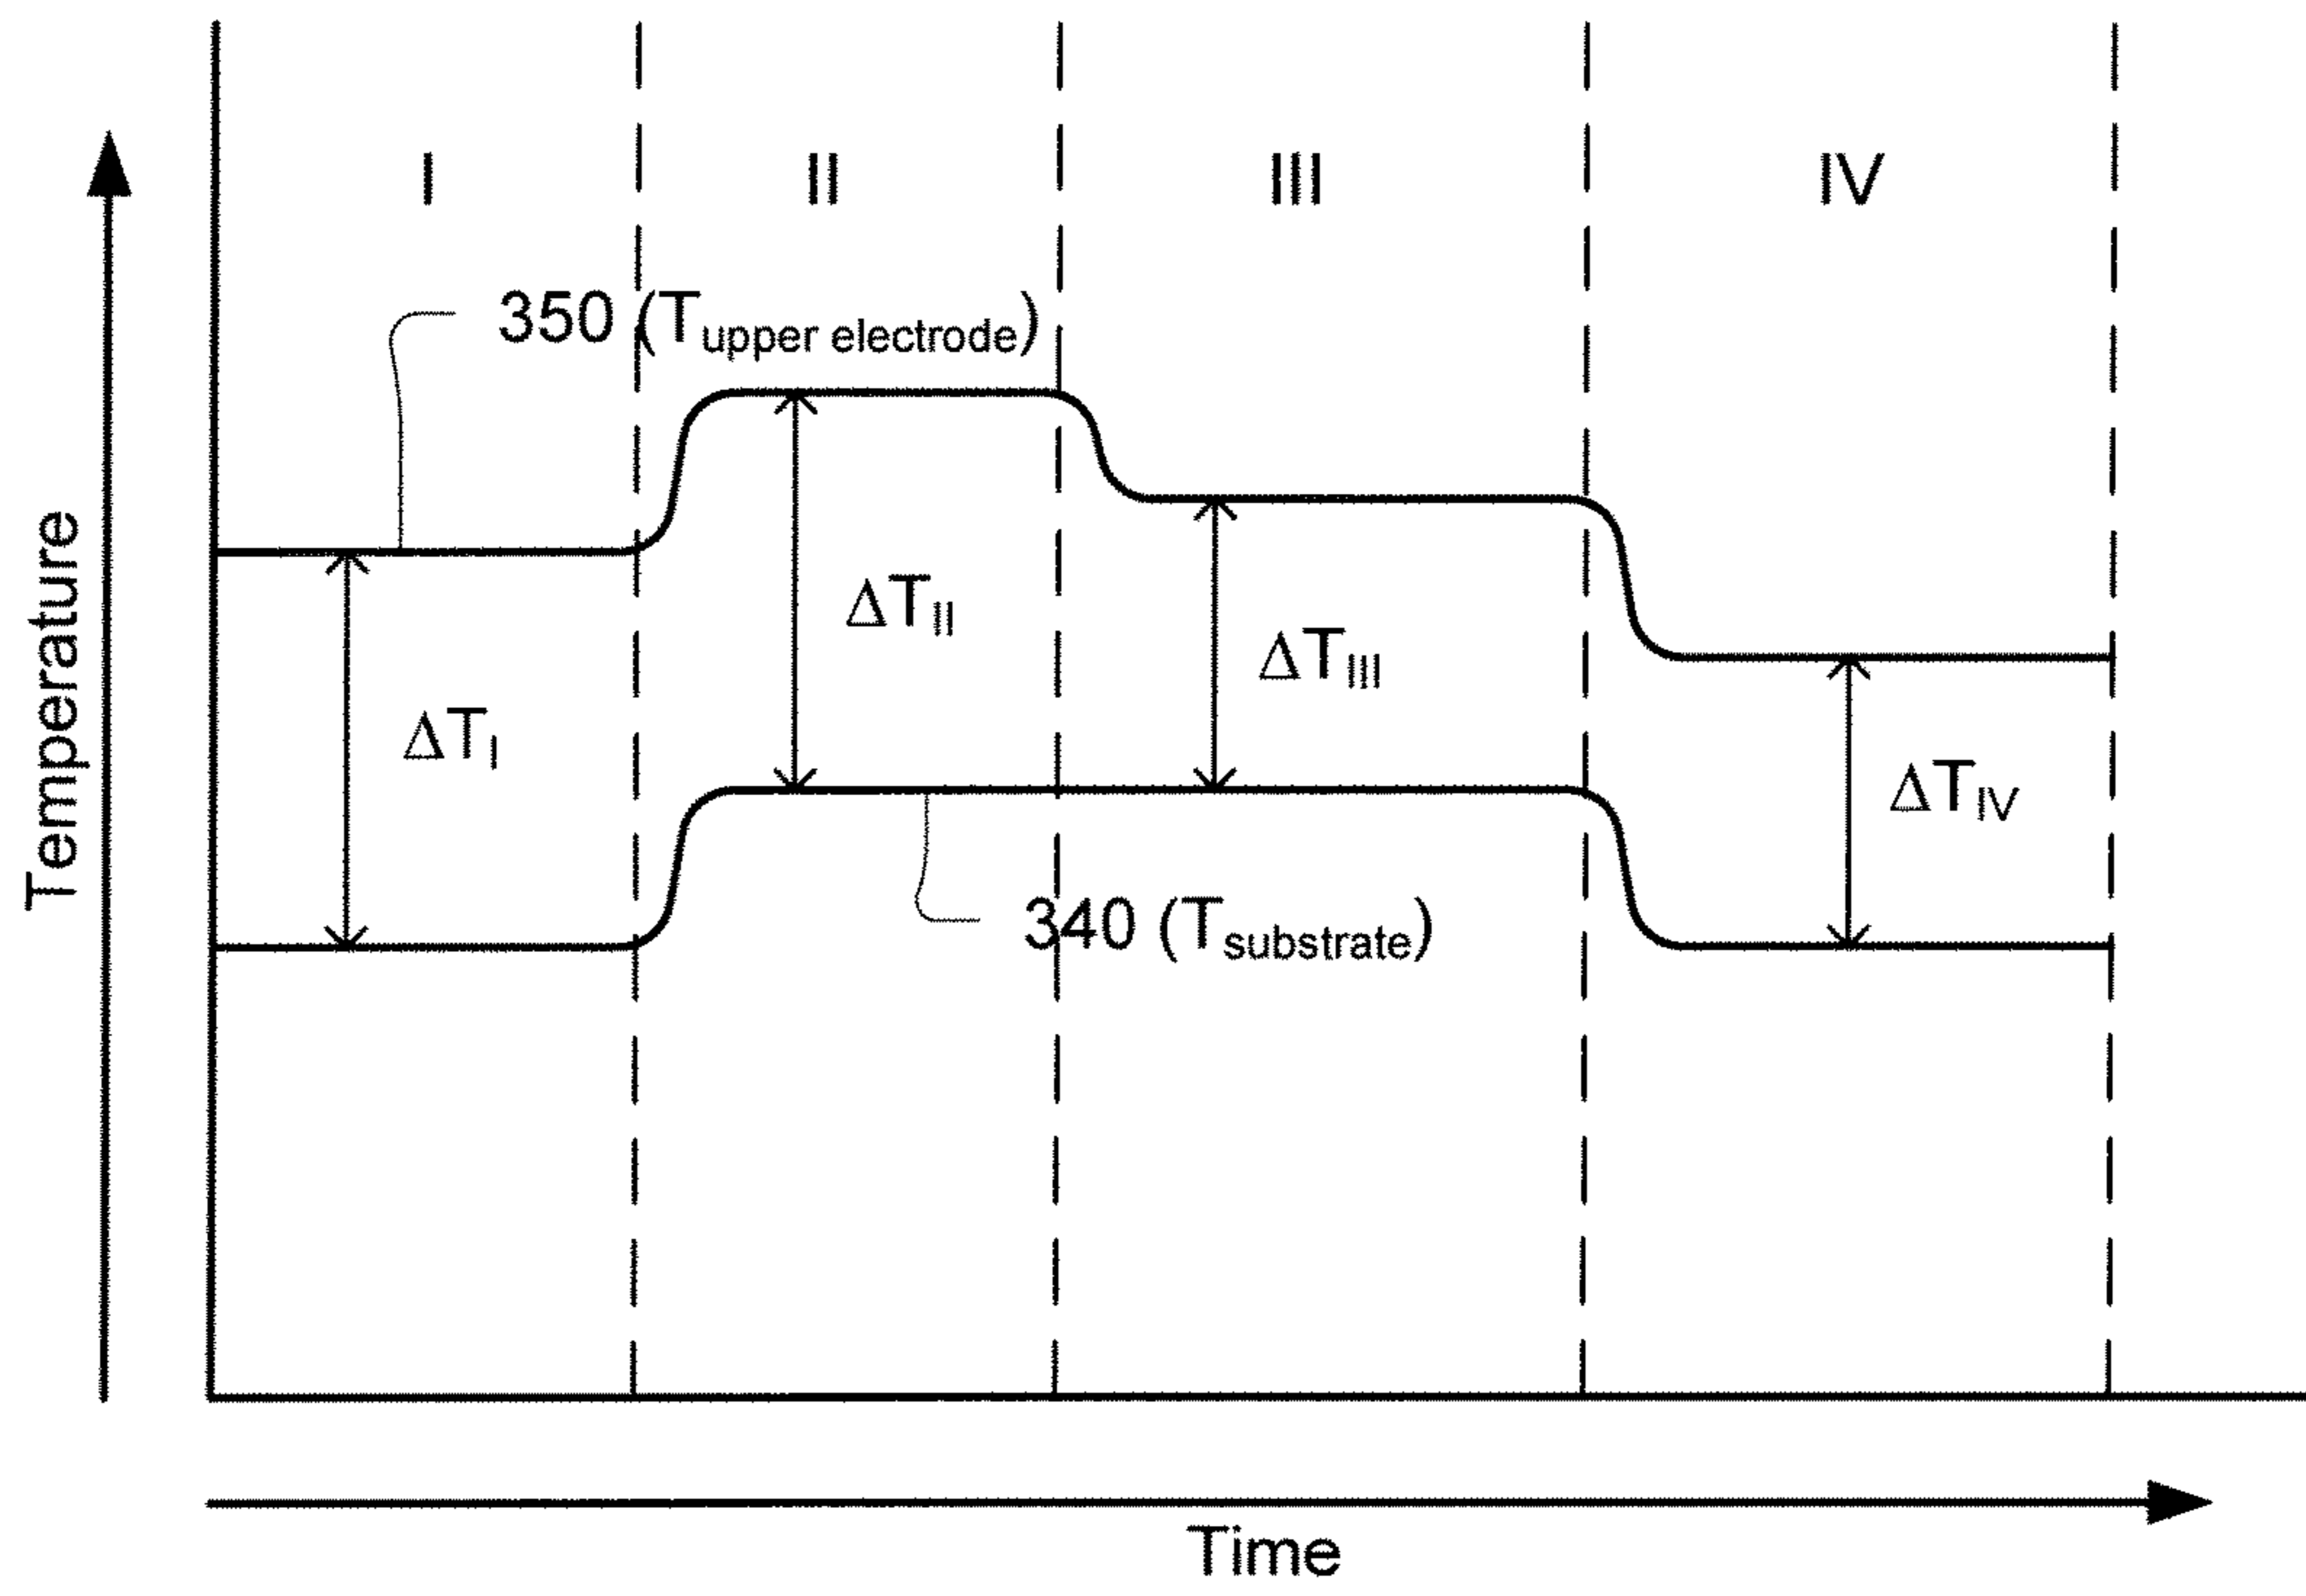 I
II
III
IV
350 (Tupper electrode)
ΔTII
ΔTIII
ΔTI
ΔTIV
340 (Tsubstrate)
Temperature
Time